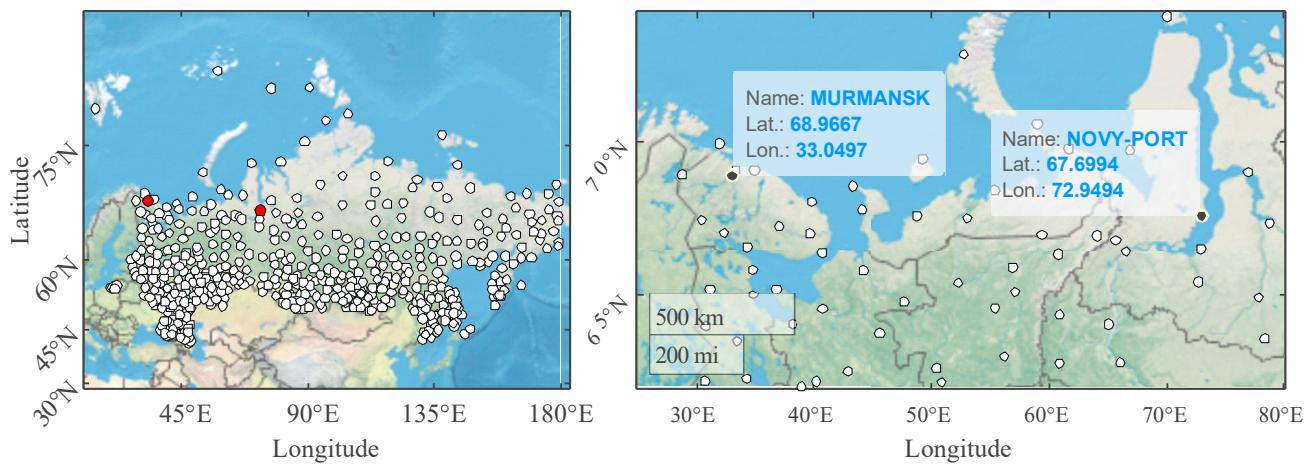 Latitude
75°N
60°N
45°N
30°N
45°E
90°E
135°E
180°E
Longitude
Name: MURMANSK
Lat.: 68.9667
Lon.: 33.0497
Name: NOVY-PORT
Lat.: 67.6994
Lon.: 72.9494
70°N
65°N
500 km
200 mi
30°E
40°E
50°E
60°E
70°E
80°E
Longitude